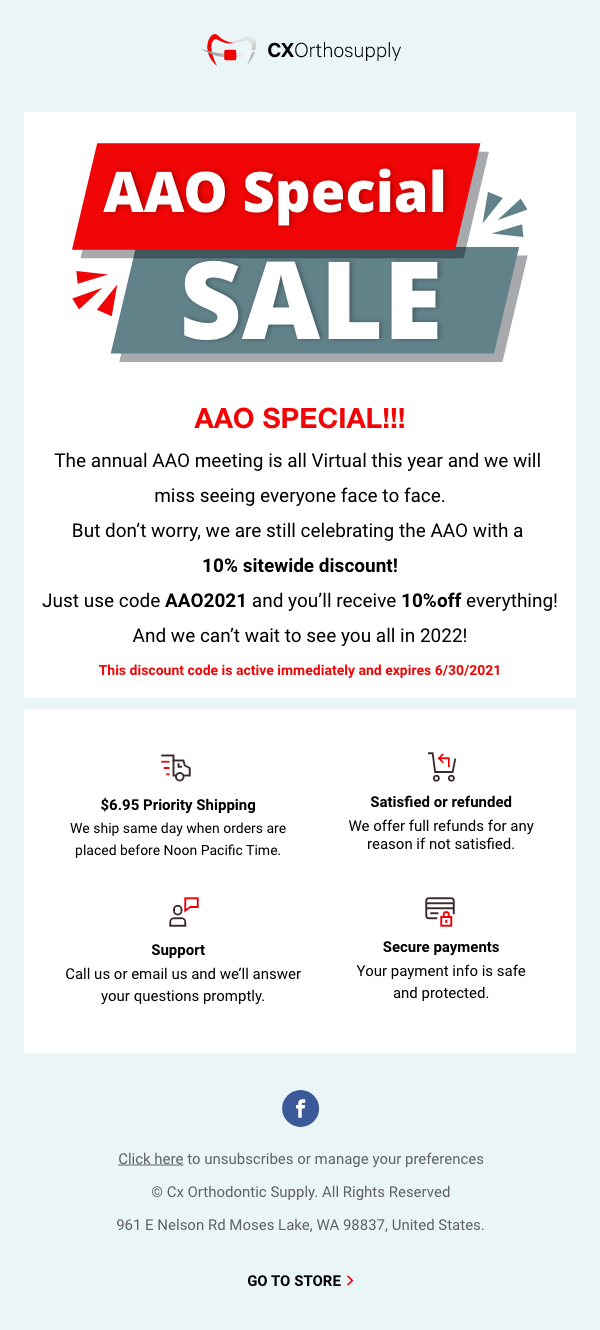 CXOrthosupply
AAO Special
SALE
AAO SPECIAL!!!
The annual AAO meeting is all Virtual this year and we will
miss seeing everyone face to face.
But don’t worry, we are still celebrating the AAO with a
10% sitewide discount!
Just use code AAO2021 and you’ll receive 10%off everything!
And we can’t wait to see you all in 2022!
This discount code is active immediately and expires 6/30/2021
$6.95 Priority Shipping
We ship same day when orders are
placed before Noon Pacific Time.
Satisfied or refunded
We offer full refunds for any
reason if not satisfied.
Support
Call us or email us and we’ll answer
your questions promptly.
Secure payments
Your payment info is safe
and protected.
Click here to unsubscribes or manage your preferences
© Cx Orthodontic Supply. All Rights Reserved
961 E Nelson Rd Moses Lake, WA 98837, United States.
GO TO STORE